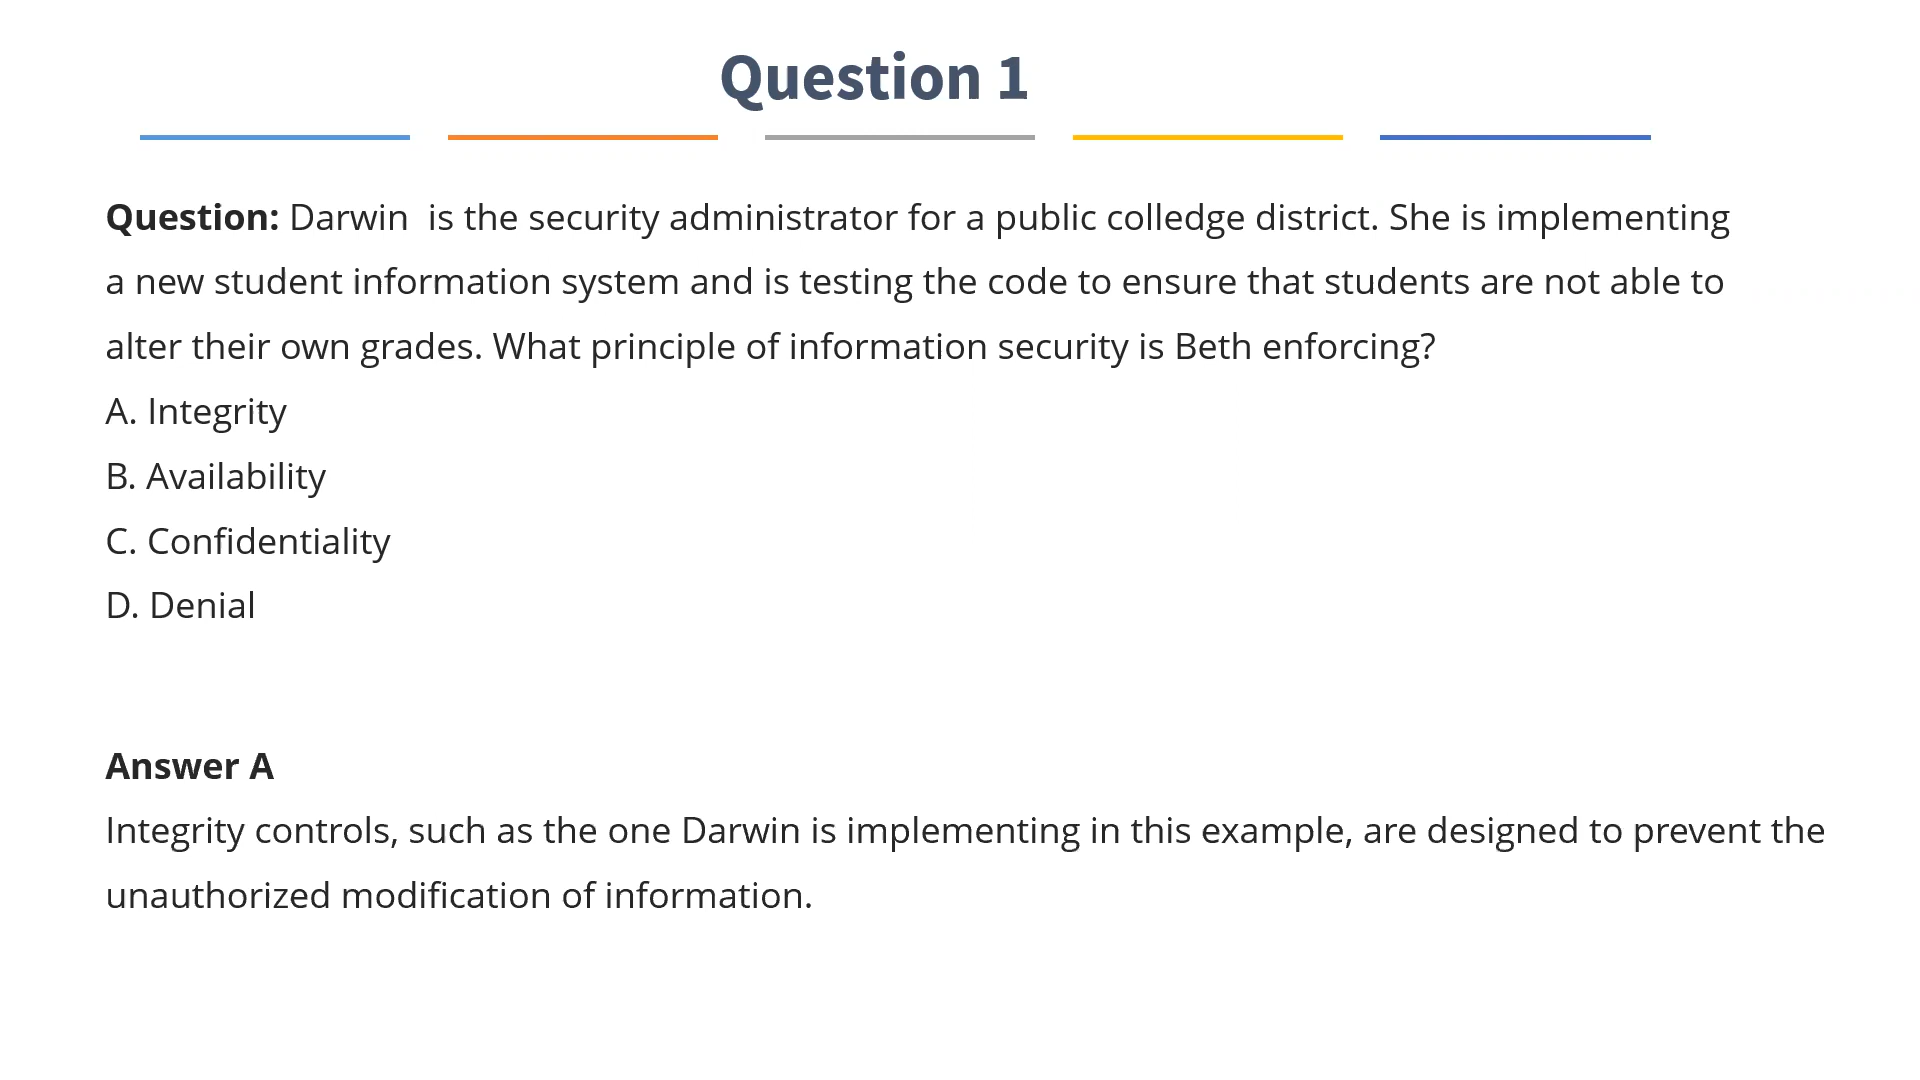 Question 1
Question: Darwin  is the security administrator for a public colledge district. She is implementing
a new student information system and is testing the code to ensure that students are not able to
alter their own grades. What principle of information security is Beth enforcing?
A. Integrity
B. Availability
C. Confidentiality
D. Denial
Answer A
Integrity controls, such as the one Darwin is implementing in this example, are designed to prevent the
unauthorized modification of information.